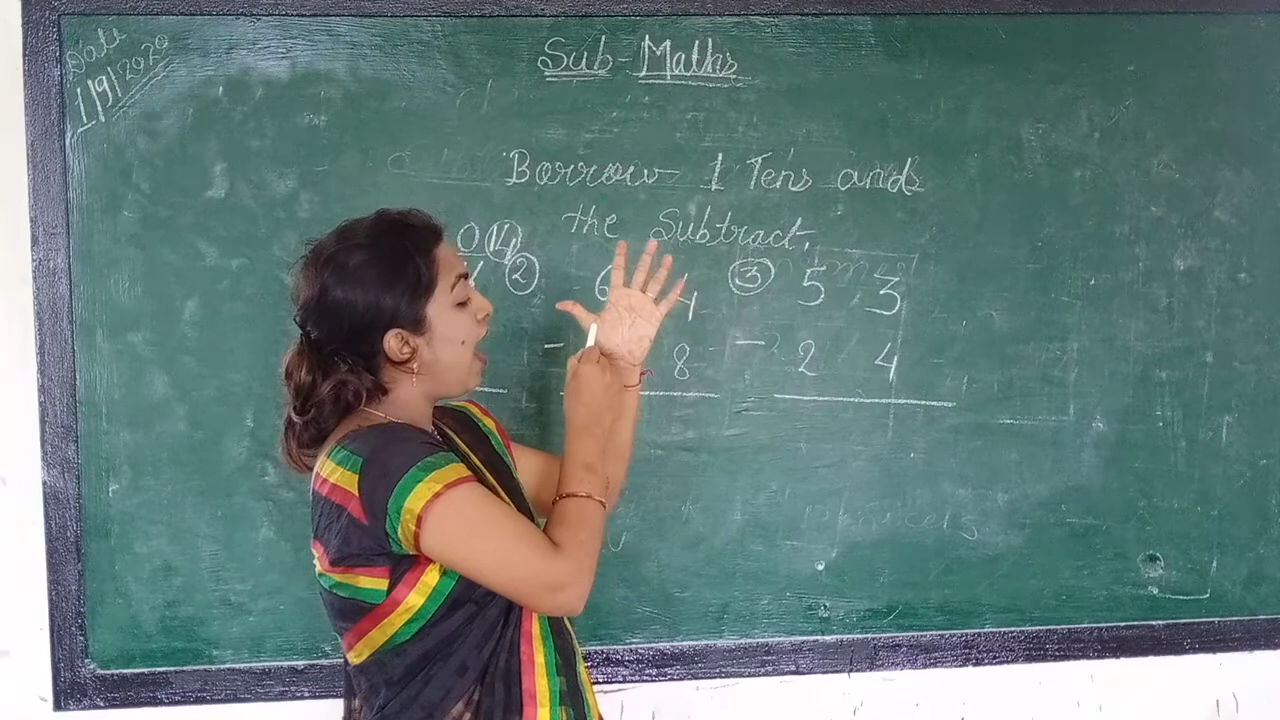 Date
1/9/2020
Sub-Maths
Borrow 1 Tens and
the Subtract.
0 14
② 6 4
- 8
③ 5 3
- 2 4